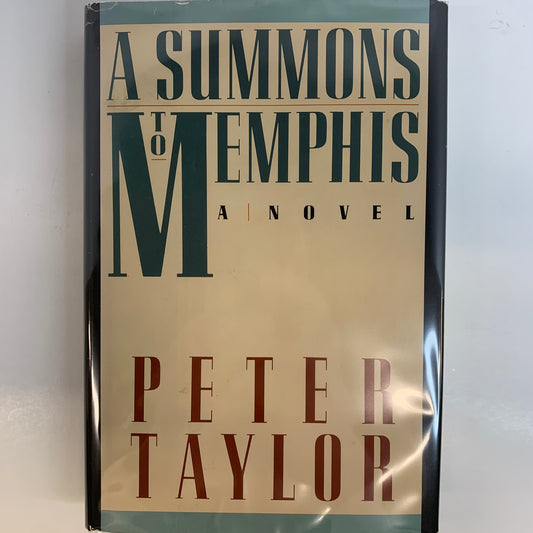 A SUMMONS
TO
MEMPHIS
A | NOVEL
PETER
TAYLOR